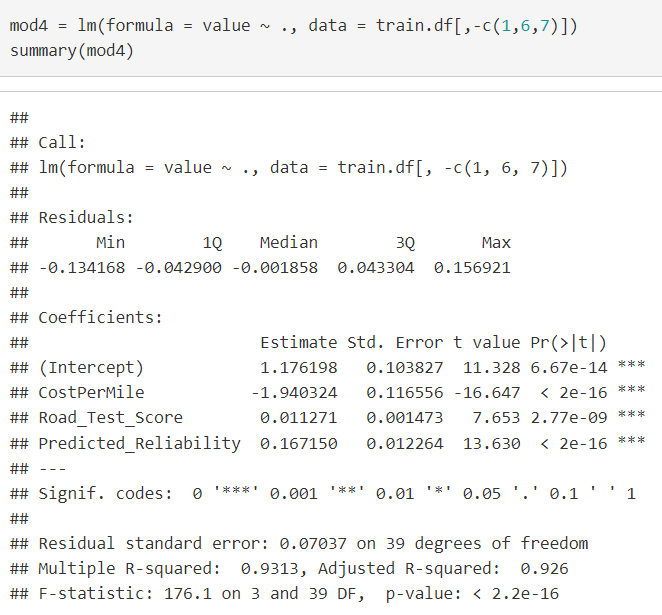 mod4 = lm(formula = value ~ ., data = train.df[,-c(1,6,7)])
summary(mod4)
##
## Call:
## lm(formula = value ~ ., data = train.df[, -c(1, 6, 7)])
##
## Residuals:
##       Min        1Q    Median        3Q       Max
## -0.134168 -0.042900 -0.001858  0.043304  0.156921
##
## Coefficients:
##                        Estimate Std. Error t value Pr(>|t|)
## (Intercept)            1.176198   0.103827  11.328 6.67e-14 ***
## CostPerMile           -1.940324   0.116556 -16.647  < 2e-16 ***
## Road_Test_Score        0.011271   0.001473   7.653 2.77e-09 ***
## Predicted_Reliability  0.167150   0.012264  13.630  < 2e-16 ***
## ---
## Signif. codes:  0 '***' 0.001 '**' 0.01 '*' 0.05 '.' 0.1 ' ' 1
##
## Residual standard error: 0.07037 on 39 degrees of freedom
## Multiple R-squared:  0.9313, Adjusted R-squared:  0.926
## F-statistic: 176.1 on 3 and 39 DF,  p-value: < 2.2e-16